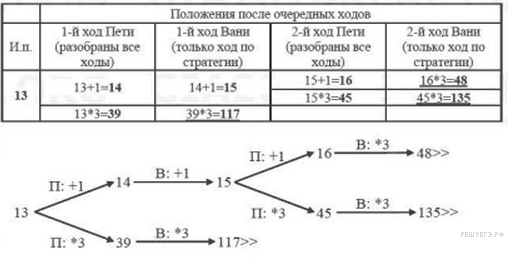 Положения после очередных ходов
И.п.
1-й ход Пети
(разобраны все
ходы)
1-й ход Вани
(только ход по
стратегии)
2-й ход Пети
(разобраны все
ходы)
2-й ход Вани
(только ход по
стратегии)
13
13+1=14
14+1=15
15+1=16
16*3=48
15*3=45
45*3=135
13*3=39
39*3=117
П: +1
16
В: *3
48>>
П: +1
14
В: +1
15
13
П: *3
45
В: *3
135>>
П: *3
39
В: *3
117>>
РЕШУЕГЭ.РФ